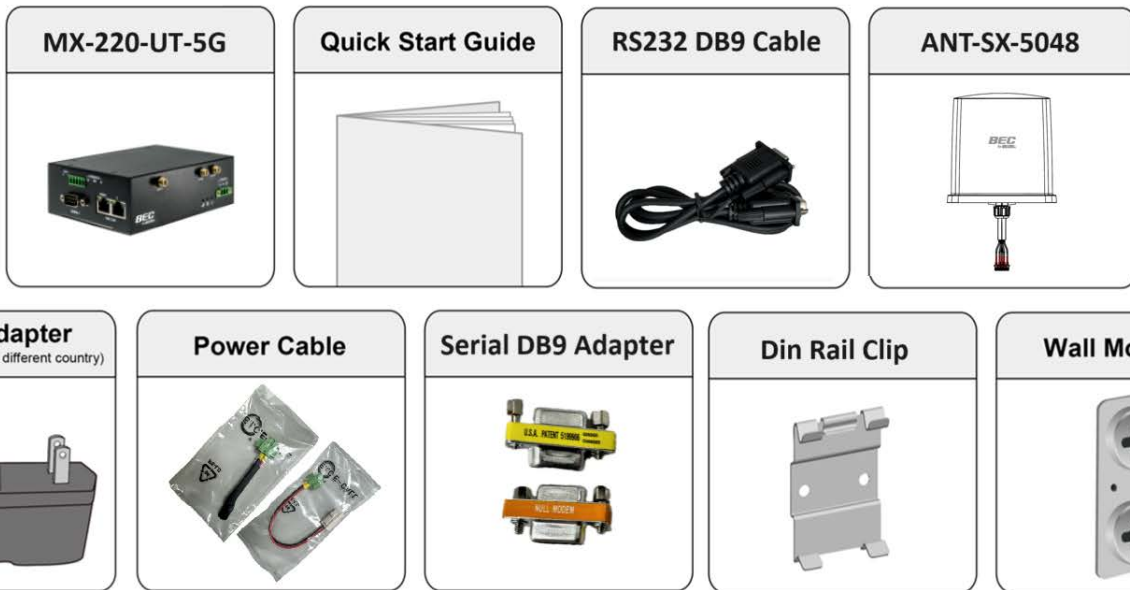 MX-220-UT-5G
Quick Start Guide
RS232 DB9 Cable
ANT-SX-5048
BEC
BEC
dapter
different country)
Power Cable
Serial DB9 Adapter
Din Rail Clip
Wall Mo
U.S.A. PATENT
NULL MODEM